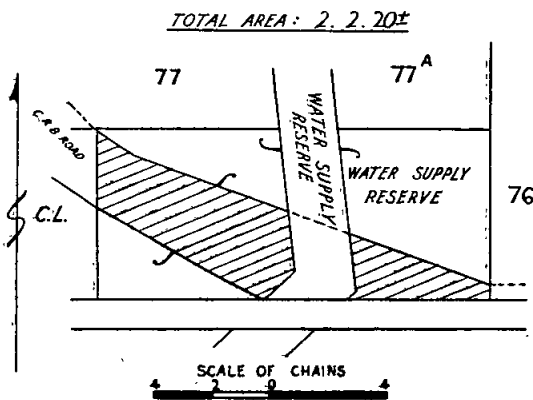 TOTAL AREA: 2. 2. 20±
77
77A
C.R.B ROAD
WATER SUPPLY
RESERVE
WATER SUPPLY
RESERVE
76
C.L.
SCALE OF CHAINS
4 2 0 4